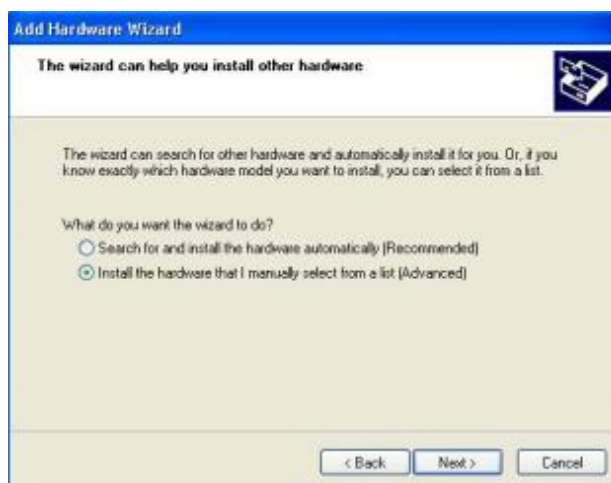 Add Hardware Wizard
The wizard can help you install other hardware
The wizard can search for other hardware and automatically install it for you. Or, if you
know exactly which hardware model you want to install, you can select it from a list.
What do you want the wizard to do?
Search for and install the hardware automatically (Recommended)
Install the hardware that I manually select from a list (Advanced)
< Back Next > Cancel